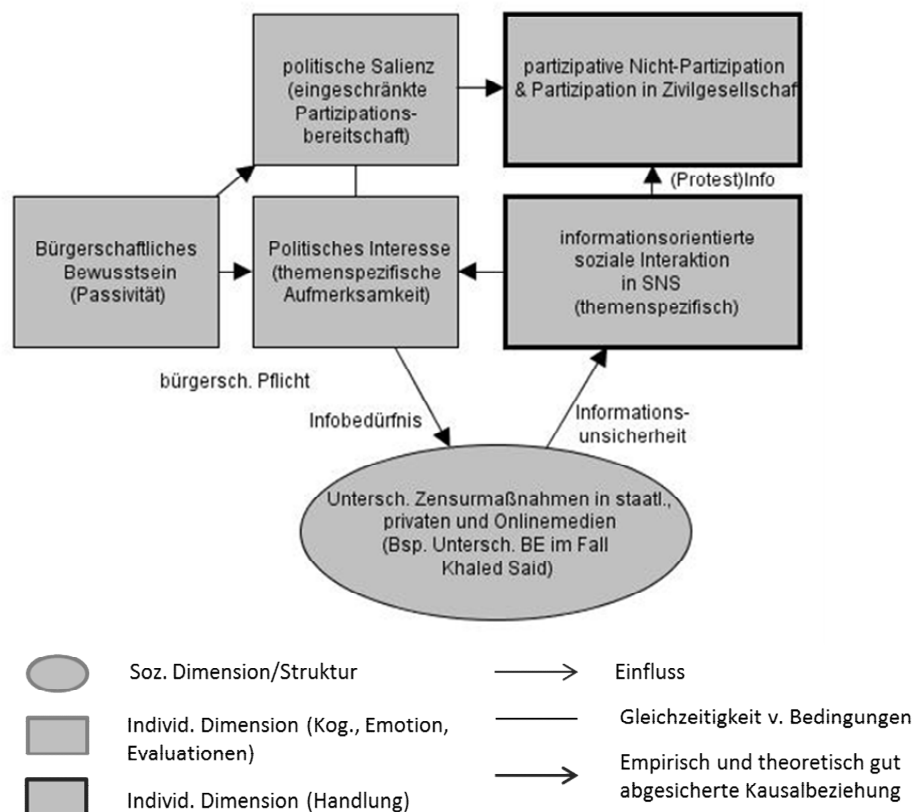 politische Salienz
(eingeschränkte
Partizipations-
bereitschaft)
partizipative Nicht-Partizipation
& Partizipation in Zivilgesellschaf
(Protest)Info
Bürgerschaftliches
Bewusstsein
(Passivität)
Politisches Interesse
(themenspezifische
Aufmerksamkeit)
informationsorientierte
soziale Interaktion
in SNS
(themenspezifisch)
bürgersch. Pflicht
Infobedürfnis
Informations-
unsicherheit
Untersch. Zensurmaßnahmen in staatl.,
privaten und Onlinemedien
(Bsp. Untersch. BE im Fall
Khaled Said)
Soz. Dimension/Struktur
Individ. Dimension (Kog., Emotion,
Evaluationen)
Individ. Dimension (Handlung)
Einfluss
Gleichzeitigkeit v. Bedingungen
Empirisch und theoretisch gut
abgesicherte Kausalbeziehung